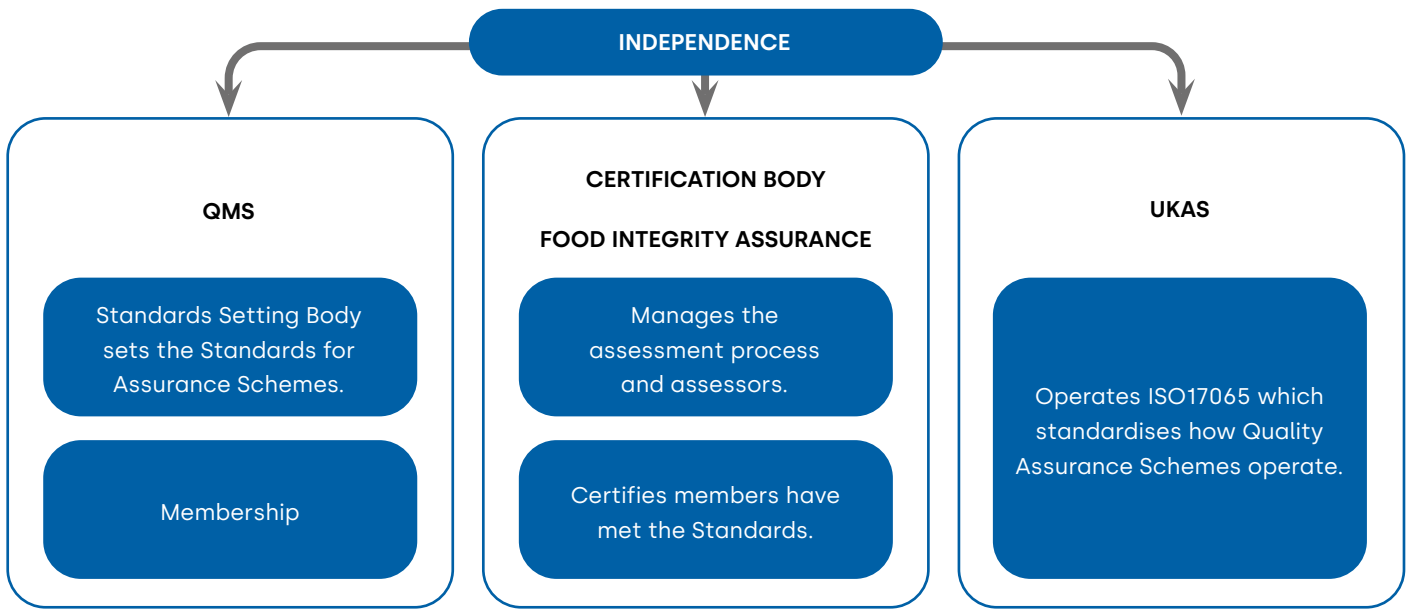 INDEPENDENCE
QMS
Standards Setting Body
sets the Standards for
Assurance Schemes.
Membership
CERTIFICATION BODY
FOOD INTEGRITY ASSURANCE
Manages the
assessment process
and assessors.
Certifies members have
met the Standards.
UKAS
Operates ISO17065 which
standardises how Quality
Assurance Schemes operate.